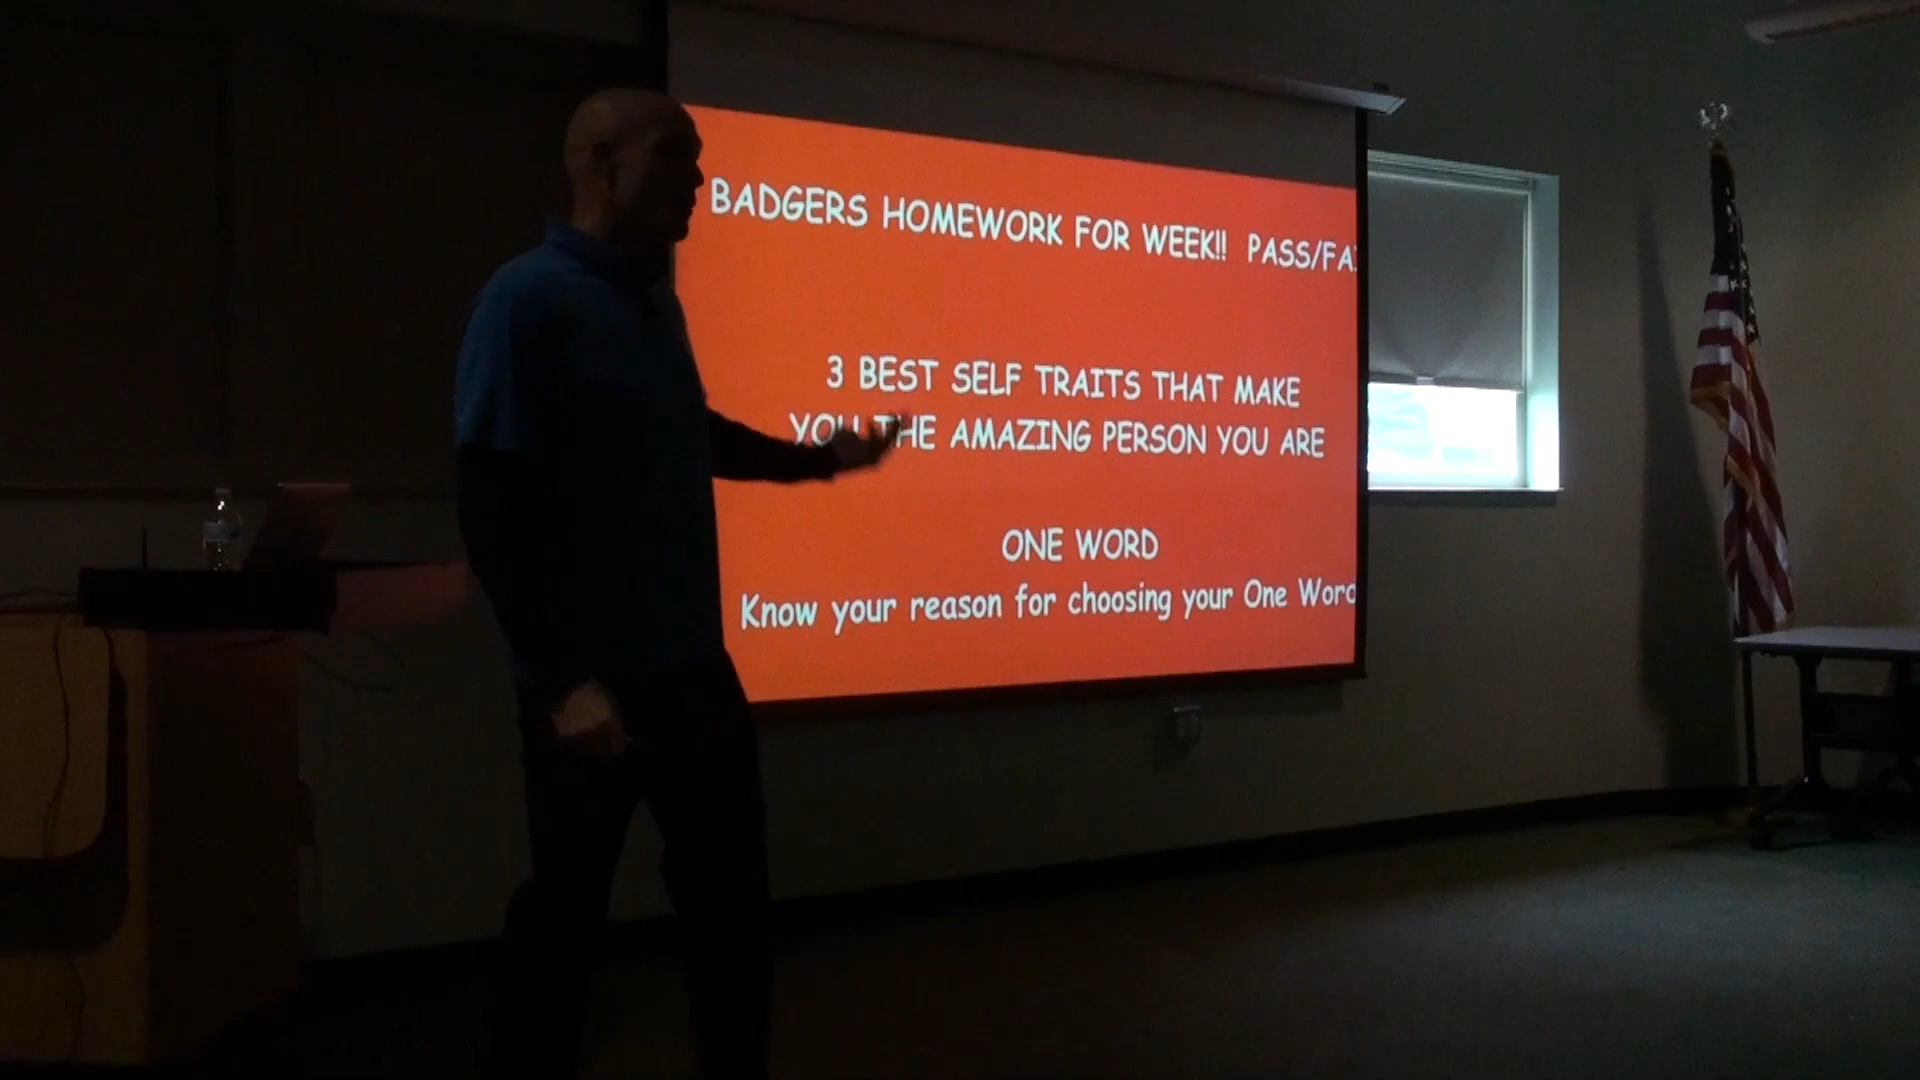 BADGERS HOMEWORK FOR WEEK!! PASS/FA
3 BEST SELF TRAITS THAT MAKE
YOU THE AMAZING PERSON YOU ARE
ONE WORD
Know your reason for choosing your One Word